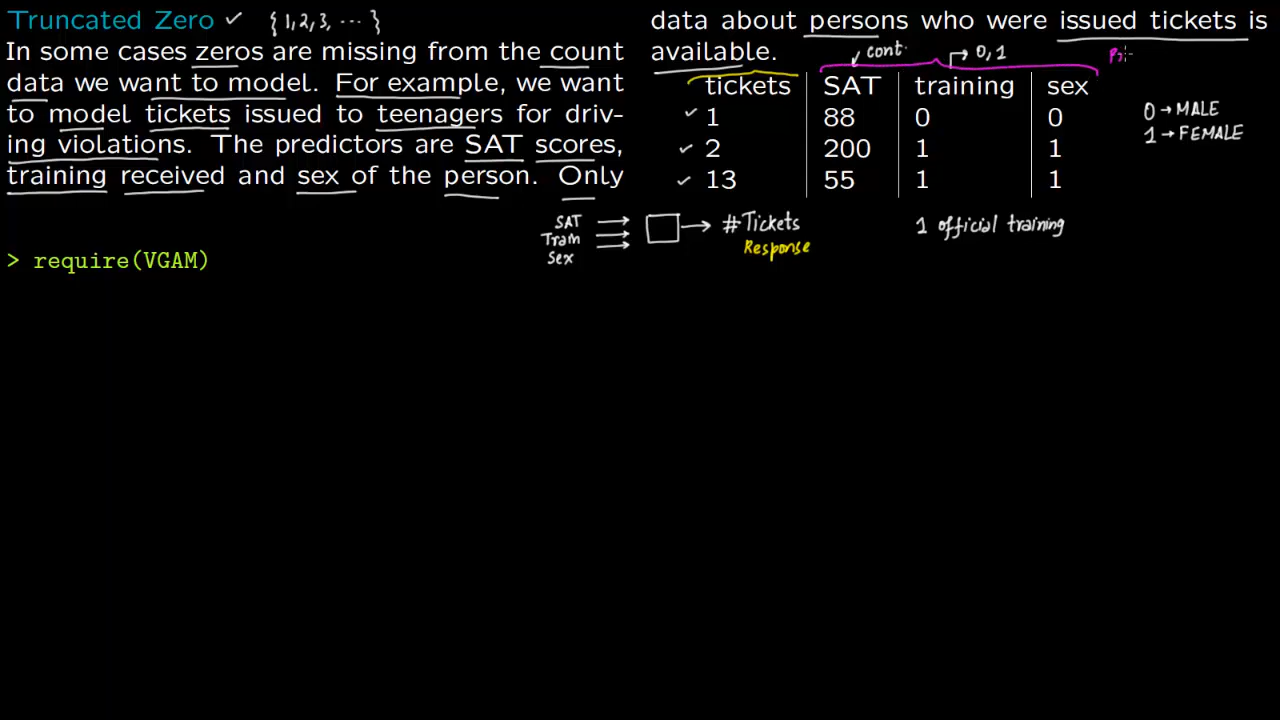 Truncated Zero ✓ {1,2,3, ...}
In some cases zeros are missing from the count
data we want to model. For example, we want
to model tickets issued to teenagers for driv-
ing violations. The predictors are SAT scores,
training received and sex of the person. Only
> require(VGAM)
data about persons who were issued tickets is
available.
cont. 0, 1
tickets SAT training sex
1 88 0 0
2 200 1 1
13 55 1 1
0 → MALE
1 → FEMALE
SAT
Train
Sex
#Tickets
Response
1 official training